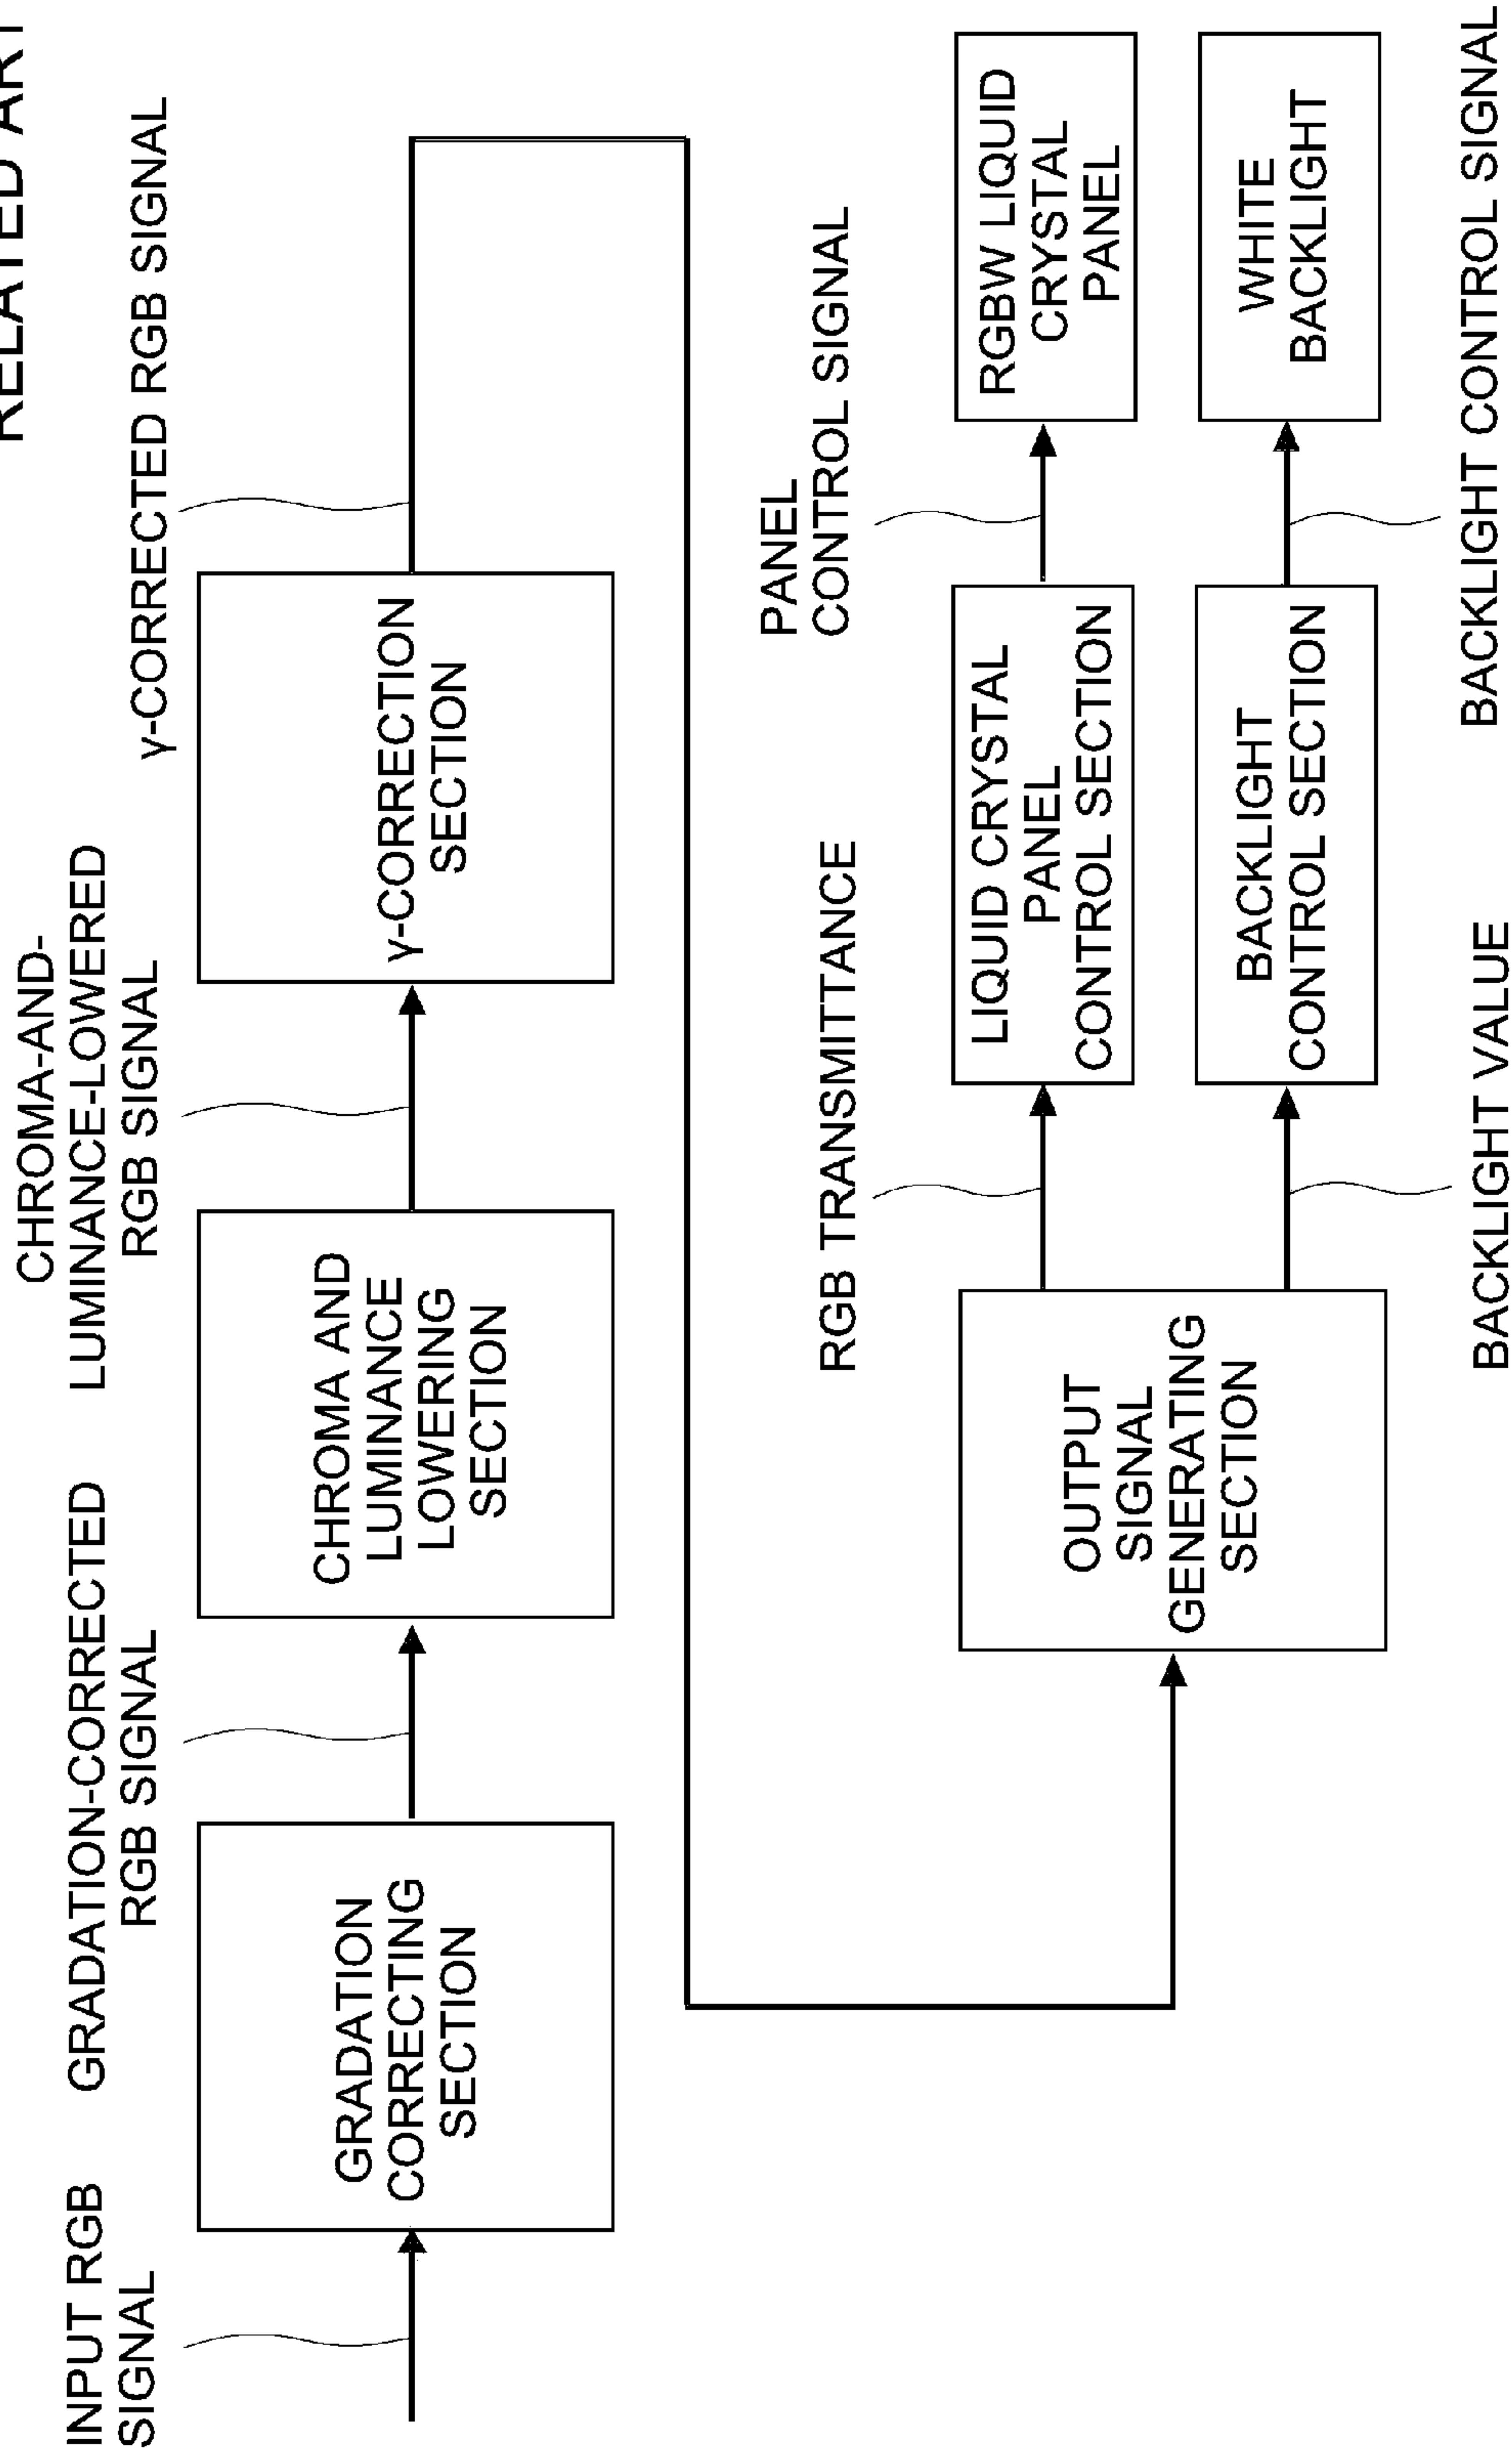 RELATED ART
INPUT RGB
SIGNAL
GRADATION-CORRECTED
RGB SIGNAL
CHROMA-AND-
LUMINANCE-LOWERED
RGB SIGNAL
γ-CORRECTED RGB SIGNAL
GRADATION
CORRECTING
SECTION
CHROMA AND
LUMINANCE
LOWERING
SECTION
γ-CORRECTION
SECTION
RGB TRANSMITTANCE
PANEL
CONTROL SIGNAL
OUTPUT
SIGNAL
GENERATING
SECTION
LIQUID CRYSTAL
PANEL
CONTROL SECTION
RGBW LIQUID
CRYSTAL
PANEL
BACKLIGHT
CONTROL SECTION
WHITE
BACKLIGHT
BACKLIGHT VALUE
BACKLIGHT CONTROL SIGNAL